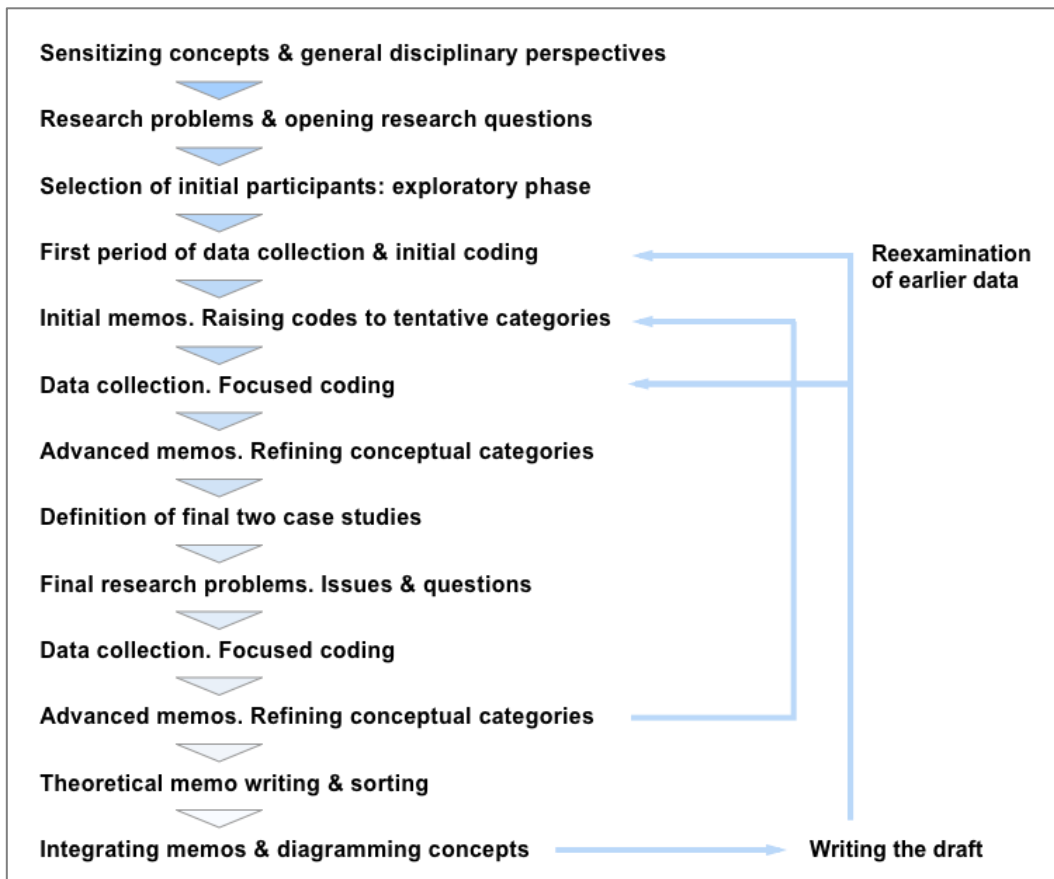 Sensitizing concepts & general disciplinary perspectives
Research problems & opening research questions
Selection of initial participants: exploratory phase
First period of data collection & initial coding
Reexamination
of earlier data
Initial memos. Raising codes to tentative categories
Data collection. Focused coding
Advanced memos. Refining conceptual categories
Definition of final two case studies
Final research problems. Issues & questions
Data collection. Focused coding
Advanced memos. Refining conceptual categories
Theoretical memo writing & sorting
Integrating memos & diagramming concepts
Writing the draft